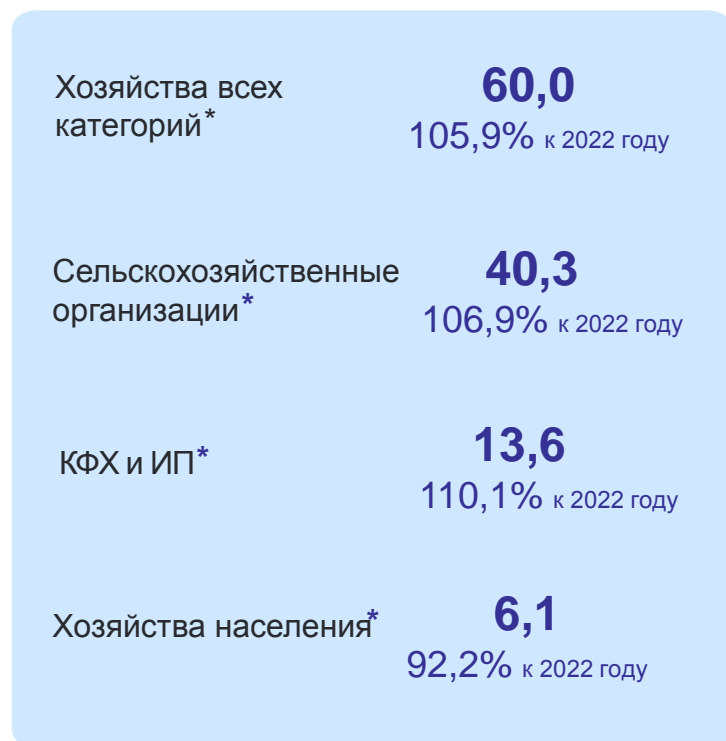 Хозяйства всех
категорий*
60,0
105,9% к 2022 году
Сельскохозяйственные
организации*
40,3
106,9% к 2022 году
КФХ и ИП*
13,6
110,1% к 2022 году
Хозяйства населения*
6,1
92,2% к 2022 году